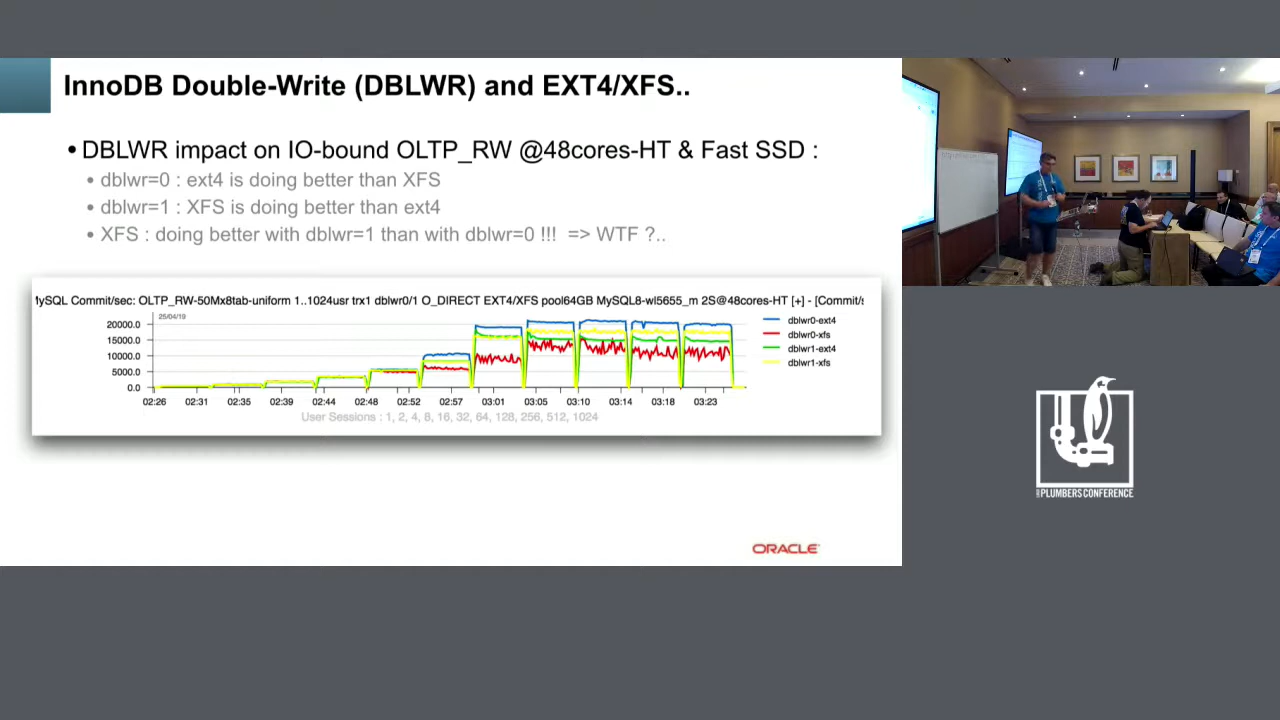 InnoDB Double-Write (DBLWR) and EXT4/XFS..
• DBLWR impact on IO-bound OLTP_RW @48cores-HT & Fast SSD :
• dblwr=0 : ext4 is doing better than XFS
• dblwr=1 : XFS is doing better than ext4
• XFS : doing better with dblwr=1 than with dblwr=0 !!! => WTF ?..
MySQL Commit/sec: OLTP_RW-50Mx8tab-uniform 1..1024usr trx1 dblwr0/1 O_DIRECT EXT4/XFS pool64GB MySQL8-wl5655_m 2S@48cores-HT [+] - [Commit/s
25/04/19
20000.0
15000.0
10000.0
5000.0
0.0
dblwr0-ext4
dblwr0-xfs
dblwr1-ext4
dblwr1-xfs
02:26 02:31 02:35 02:39 02:44 02:48 02:52 02:57 03:01 03:05 03:10 03:14 03:18 03:23
User Sessions : 1, 2, 4, 8, 16, 32, 64, 128, 256, 512, 1024
ORACLE
PLUMBERS CONFERENCE